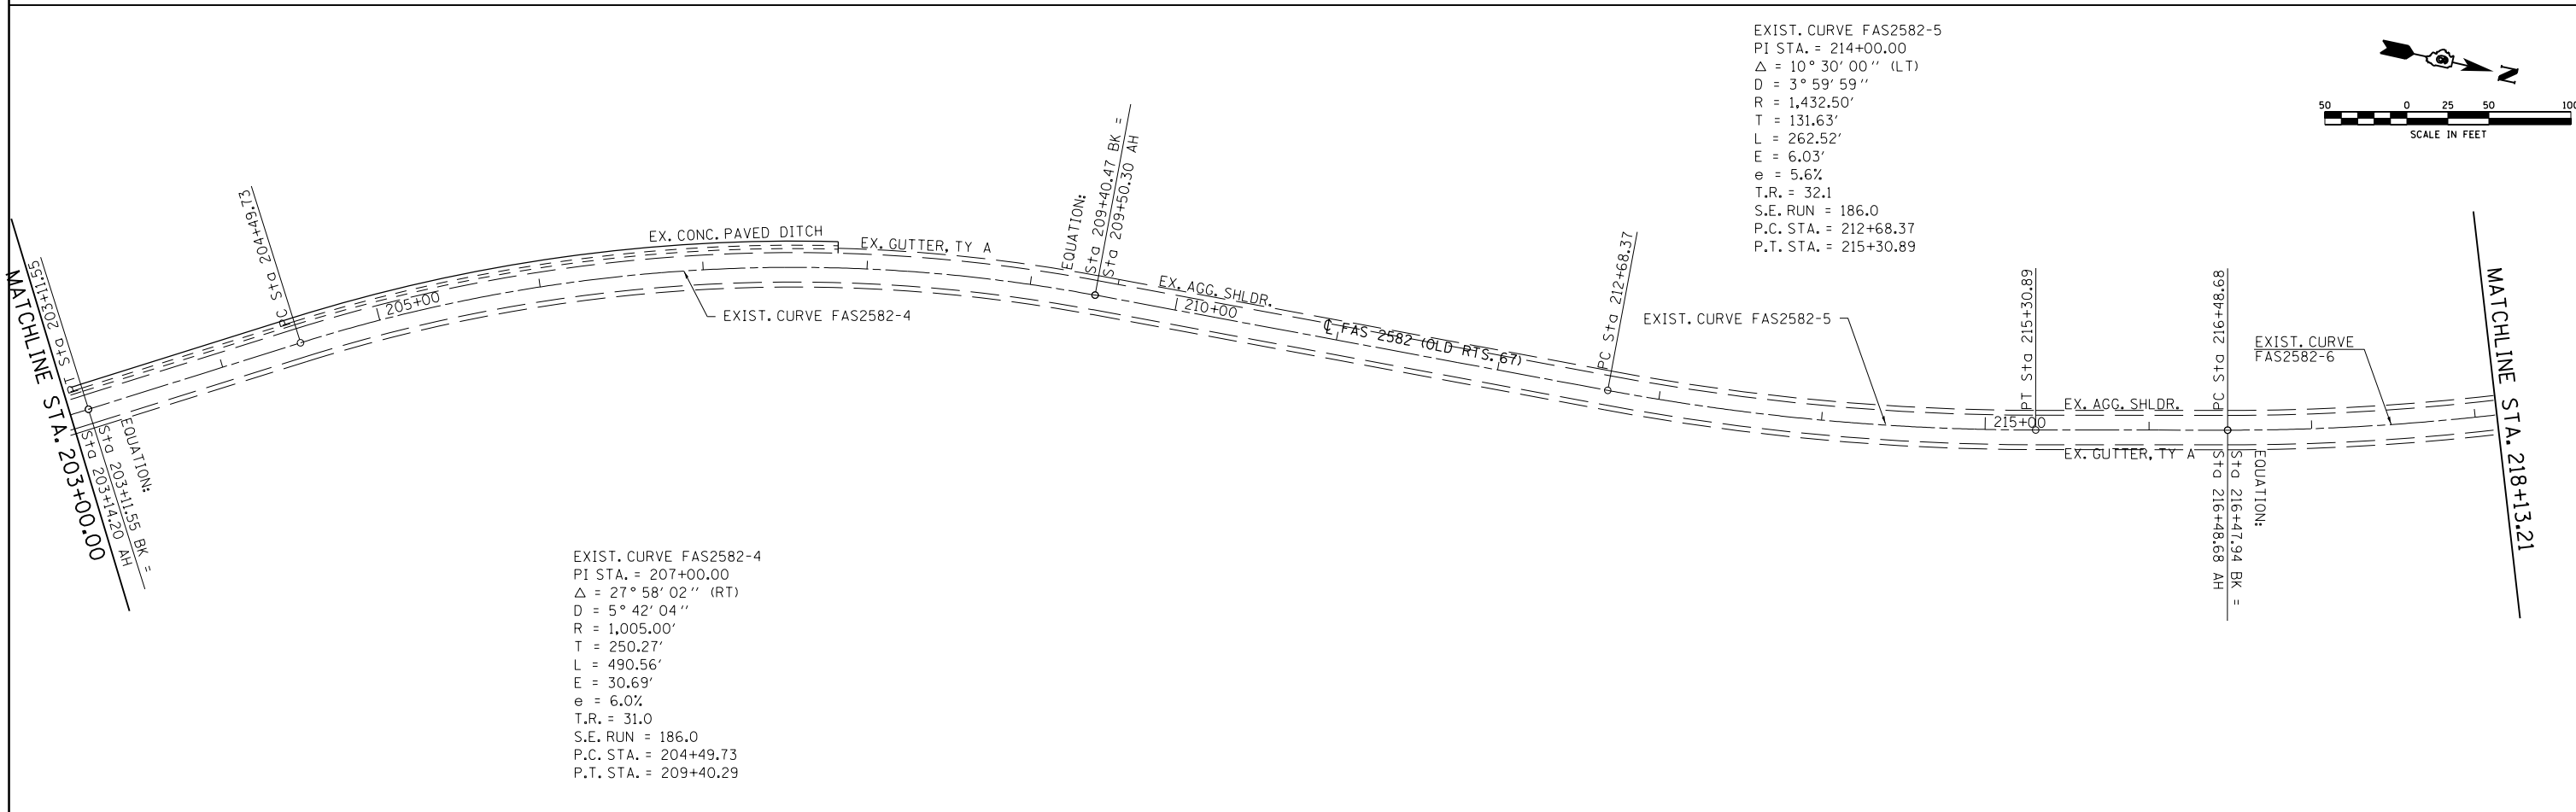 EXIST. CURVE FAS2582-5
PI STA. = 214+00.00
△ = 10° 30' 00'' (LT)
D = 3° 59' 59''
R = 1,432.50'
T = 131.63'
L = 262.52'
E = 6.03'
e = 5.6%
T.R. = 32.1
S.E. RUN = 186.0
P.C. STA. = 212+68.37
P.T. STA. = 215+30.89
N
50 0 25 50 100
SCALE IN FEET
MATCHLINE STA. 203+00.00
PT Sta 203+11.55
EQUATION:
Sta 203+11.55 BK =
Sta 203+14.20 AH
PC Sta 204+49.73
205+00
EX. CONC. PAVED DITCH
EX. GUTTER, TY A
EXIST. CURVE FAS2582-4
EQUATION:
Sta 209+40.47 BK =
Sta 209+50.30 AH
EX. AGG. SHLDR.
210+00
℄ FAS 2582 (OLD RTS. 67)
PC Sta 212+68.37
EXIST. CURVE FAS2582-5
215+00
PT Sta 215+30.89
EX. AGG. SHLDR.
EX. GUTTER, TY A
PC Sta 216+48.68
EQUATION:
Sta 216+47.94 BK =
Sta 216+48.68 AH
EXIST. CURVE
FAS2582-6
MATCHLINE STA. 218+13.21
EXIST. CURVE FAS2582-4
PI STA. = 207+00.00
△ = 27° 58' 02'' (RT)
D = 5° 42' 04''
R = 1,005.00'
T = 250.27'
L = 490.56'
E = 30.69'
e = 6.0%
T.R. = 31.0
S.E. RUN = 186.0
P.C. STA. = 204+49.73
P.T. STA. = 209+40.29